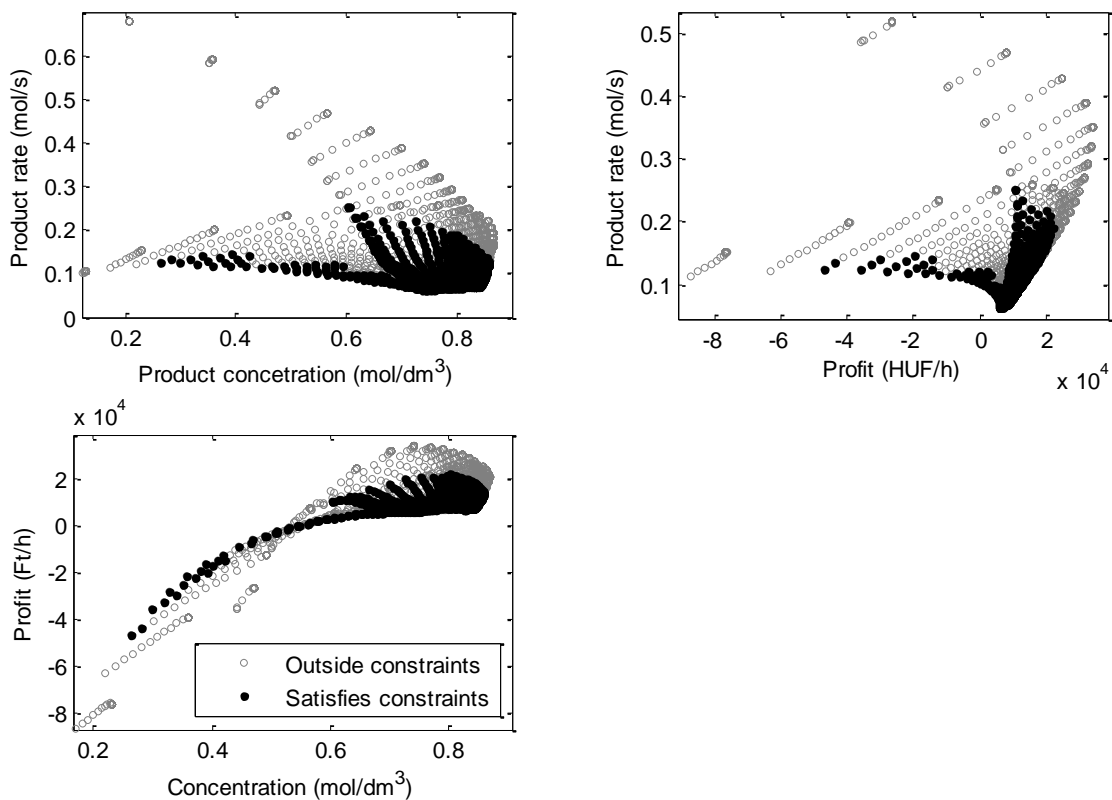 0.6
0.5
0.4
0.3
0.2
0.1
0
Product rate (mol/s)
0.2 0.4 0.6 0.8
Product concetration (mol/dm³)
0.5
0.4
0.3
0.2
0.1
Product rate (mol/s)
-8 -6 -4 -2 0 2
Profit (HUF/h)
x 10⁴
x 10⁴
2
0
-2
-4
-6
-8
Profit (Ft/h)
Outside constraints
Satisfies constraints
0.2 0.4 0.6 0.8
Concentration (mol/dm³)